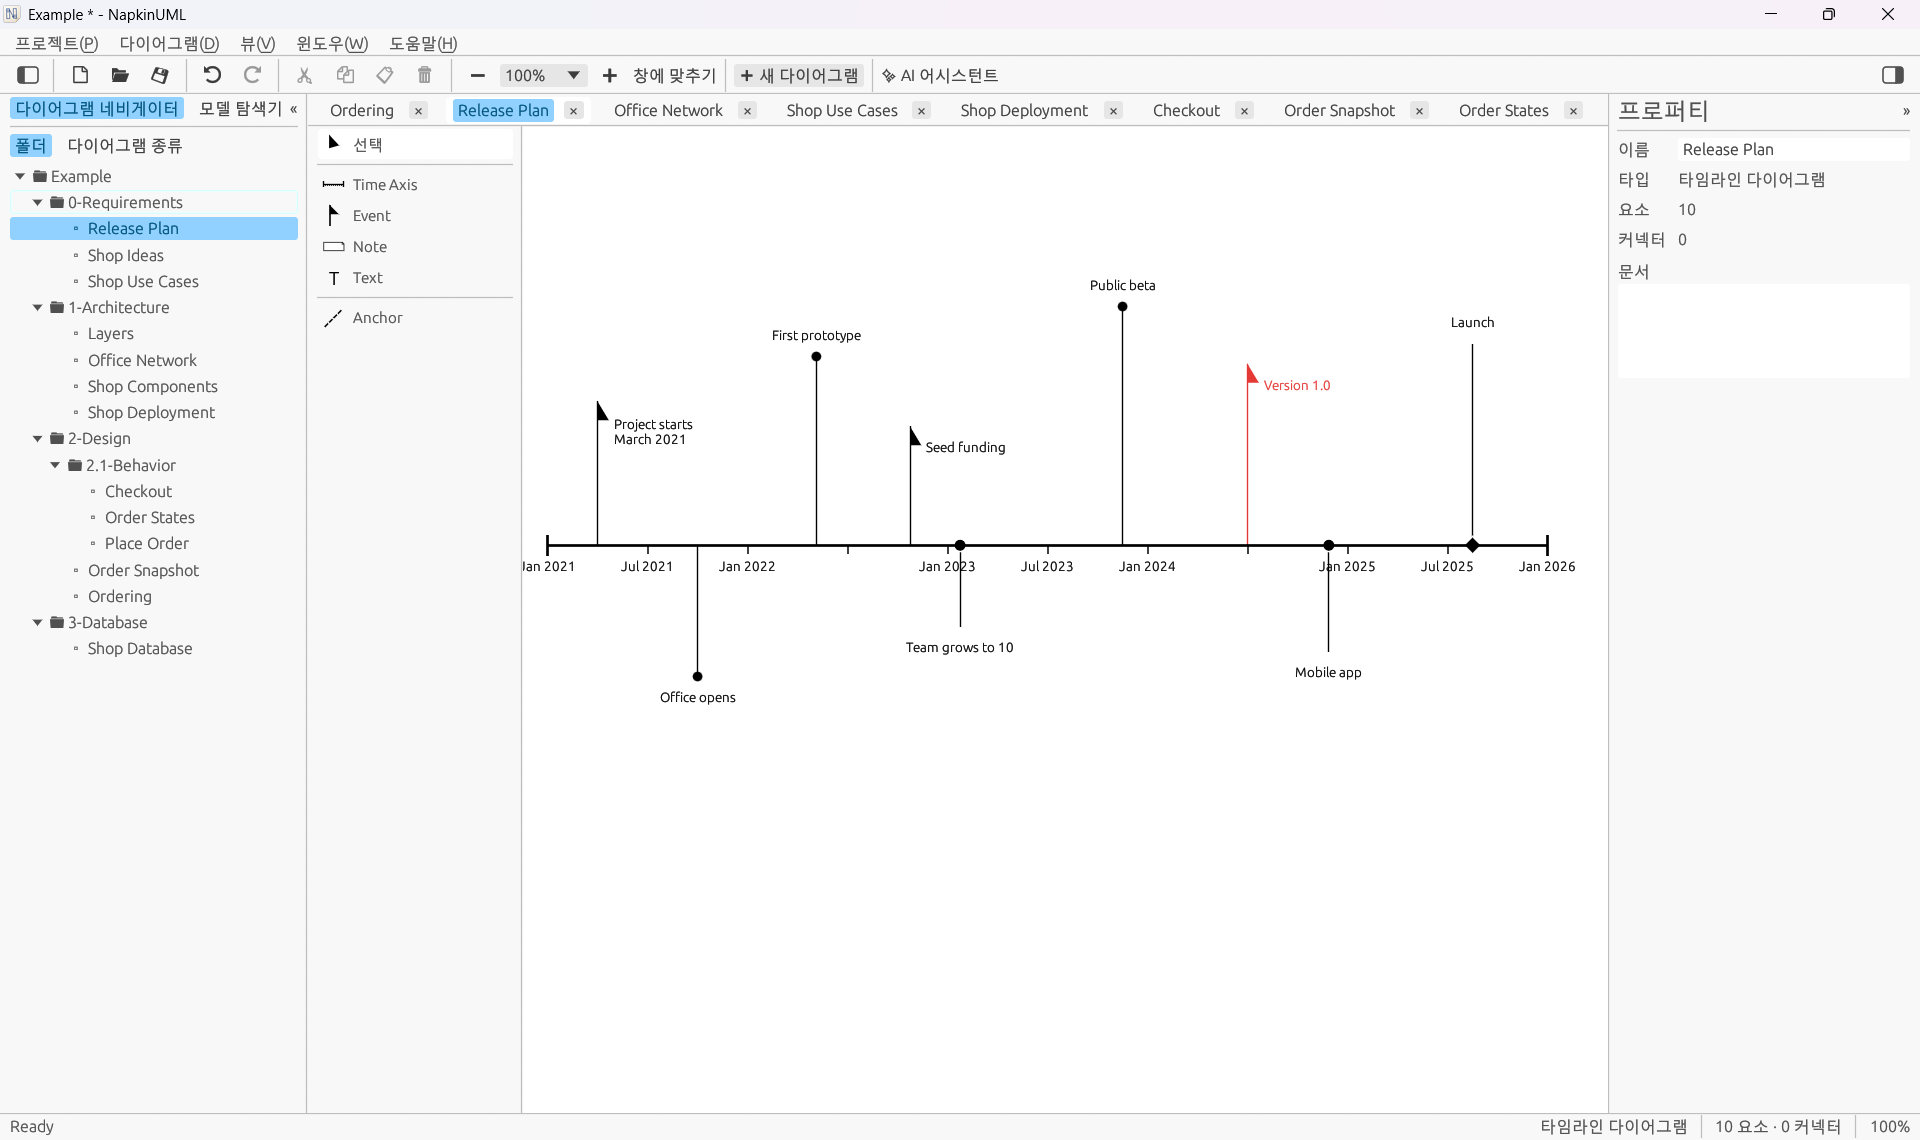 Example * - NapkinUML
프로젝트(P) 다이어그램(D) 뷰(V) 윈도우(W) 도움말(H)
100% 창에 맞추기 + 새 다이어그램 AI 어시스턴트
다이어그램 네비게이터 모델 탐색기 «
폴더 다이어그램 종류
Example
0-Requirements
Release Plan
Shop Ideas
Shop Use Cases
1-Architecture
Layers
Office Network
Shop Components
Shop Deployment
2-Design
2.1-Behavior
Checkout
Order States
Place Order
Order Snapshot
Ordering
3-Database
Shop Database
Ordering × Release Plan × Office Network × Shop Use Cases × Shop Deployment × Checkout × Order Snapshot × Order States ×
선택
Time Axis
Event
Note
T Text
Anchor
Public beta
Launch
First prototype
Version 1.0
Project starts
March 2021
Seed funding
Jan 2021 Jul 2021 Jan 2022 Jan 2023 Jul 2023 Jan 2024 Jan 2025 Jul 2025 Jan 2026
Team grows to 10
Mobile app
Office opens
프로퍼티 »
이름 Release Plan
타입 타임라인 다이어그램
요소 10
커넥터 0
문서
Ready
타임라인 다이어그램 10 요소 · 0 커넥터 100%